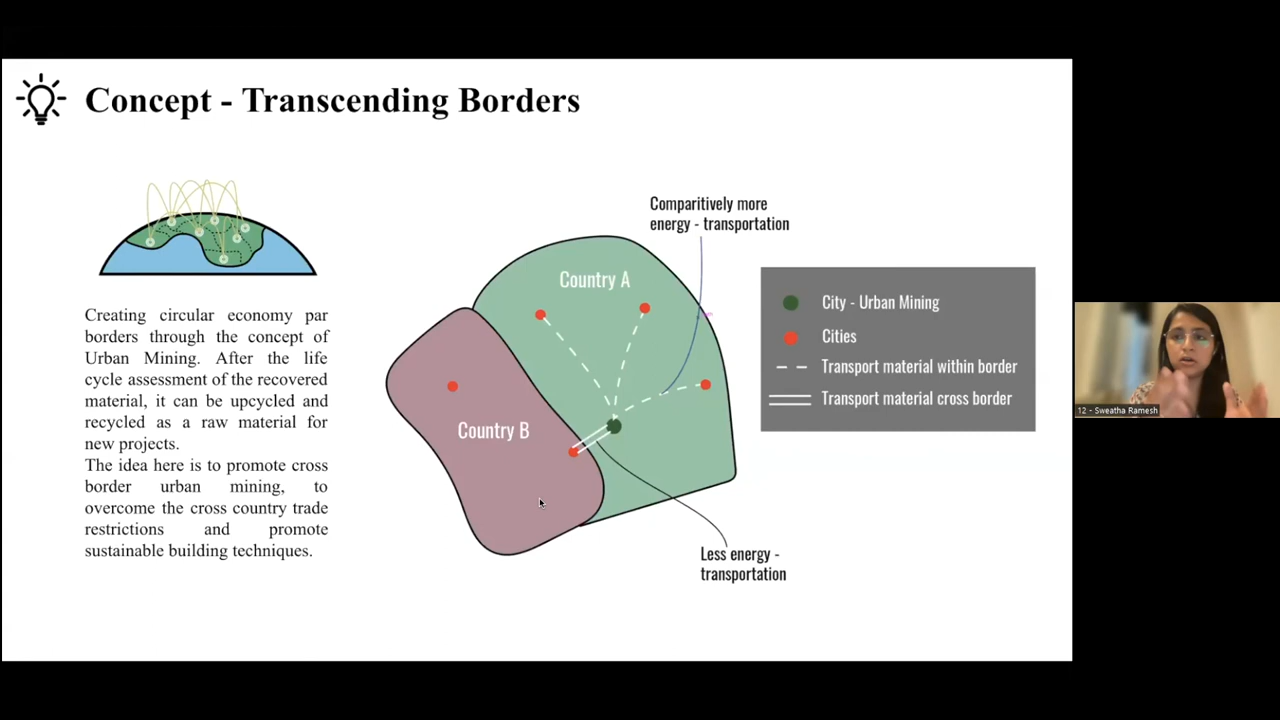 Concept - Transcending Borders
Creating circular economy par
borders through the concept of
Urban Mining. After the life
cycle assessment of the recovered
material, it can be upcycled and
recycled as a raw material for
new projects.
The idea here is to promote cross
border urban mining, to
overcome the cross country trade
restrictions and promote
sustainable building techniques.
Comparitively more
energy - transportation
Country A
Country B
Less energy -
transportation
City - Urban Mining
Cities
Transport material within border
Transport material cross border
12 - Sweatha Ramesh